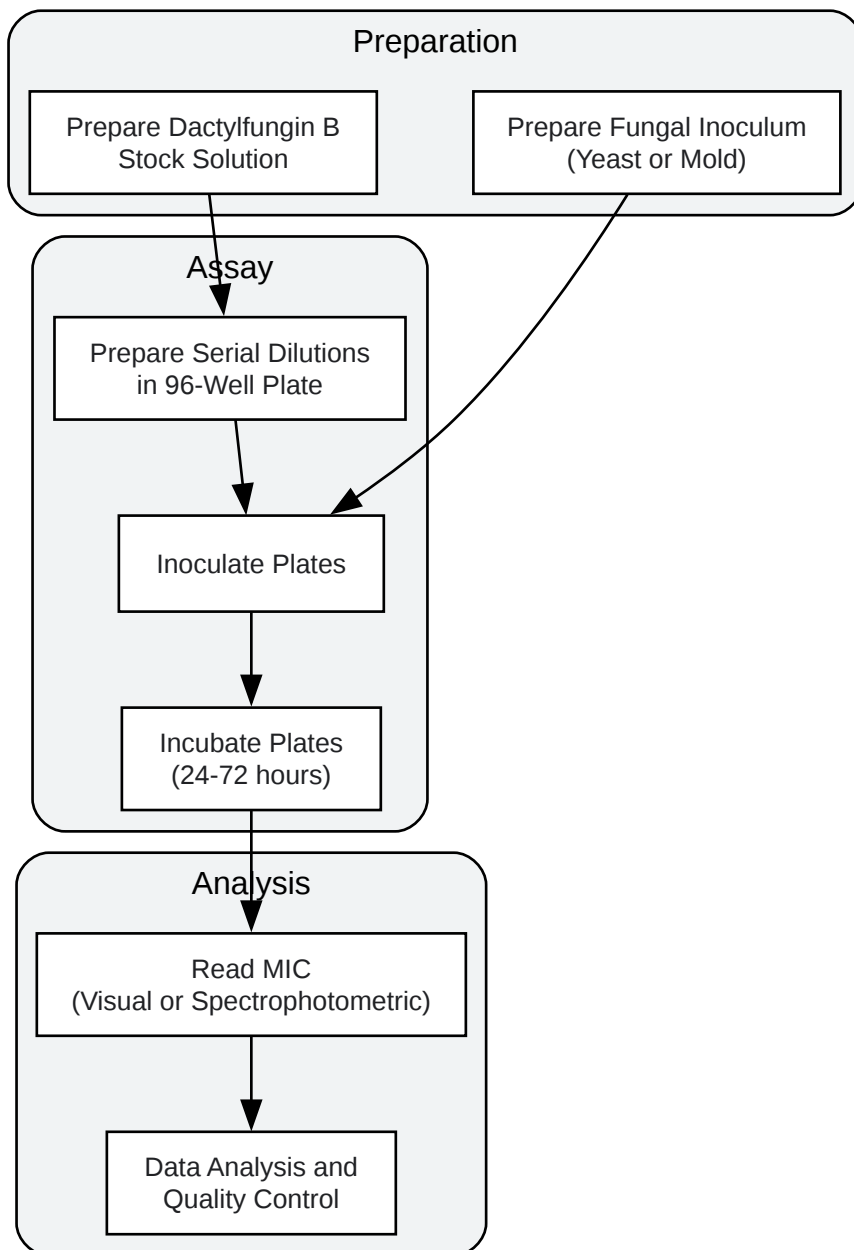 Preparation
Prepare Dactylfungin B
Stock Solution
Prepare Fungal Inoculum
(Yeast or Mold)
Assay
Prepare Serial Dilutions
in 96-Well Plate
Inoculate Plates
Incubate Plates
(24-72 hours)
Analysis
Read MIC
(Visual or Spectrophotometric)
Data Analysis and
Quality Control